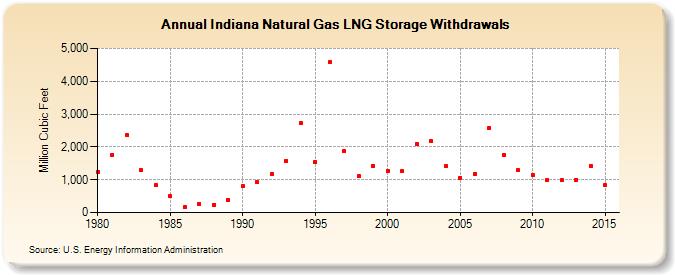 Annual Indiana Natural Gas LNG Storage Withdrawals
Million Cubic Feet
5,000
4,000
3,000
2,000
1,000
0
1980 1985 1990 1995 2000 2005 2010 2015
Source: U.S. Energy Information Administration